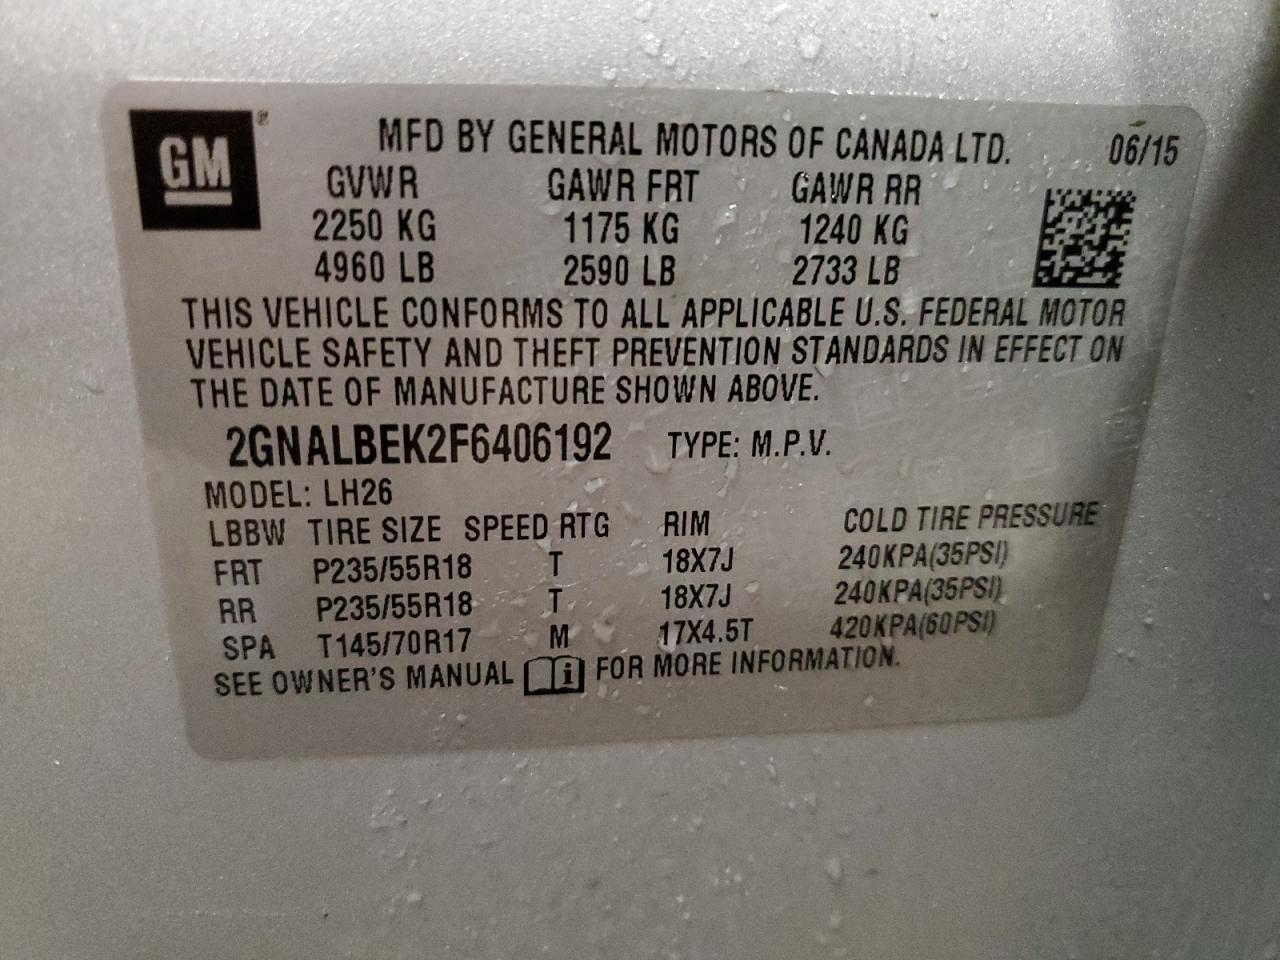 GM®
MFD BY GENERAL MOTORS OF CANADA LTD. 06/15
GVWR GAWR FRT GAWR RR
2250 KG 1175 KG 1240 KG
4960 LB 2590 LB 2733 LB
THIS VEHICLE CONFORMS TO ALL APPLICABLE U.S. FEDERAL MOTOR
VEHICLE SAFETY AND THEFT PREVENTION STANDARDS IN EFFECT ON
THE DATE OF MANUFACTURE SHOWN ABOVE.
2GNALBEK2F6406192 TYPE: M.P.V.
MODEL: LH26
LBBW TIRE SIZE SPEED RTG RIM COLD TIRE PRESSURE
FRT P235/55R18 T 18X7J 240KPA(35PSI)
RR P235/55R18 T 18X7J 240KPA(35PSI)
SPA T145/70R17 M 17X4.5T 420KPA(60PSI)
SEE OWNER'S MANUAL i FOR MORE INFORMATION.